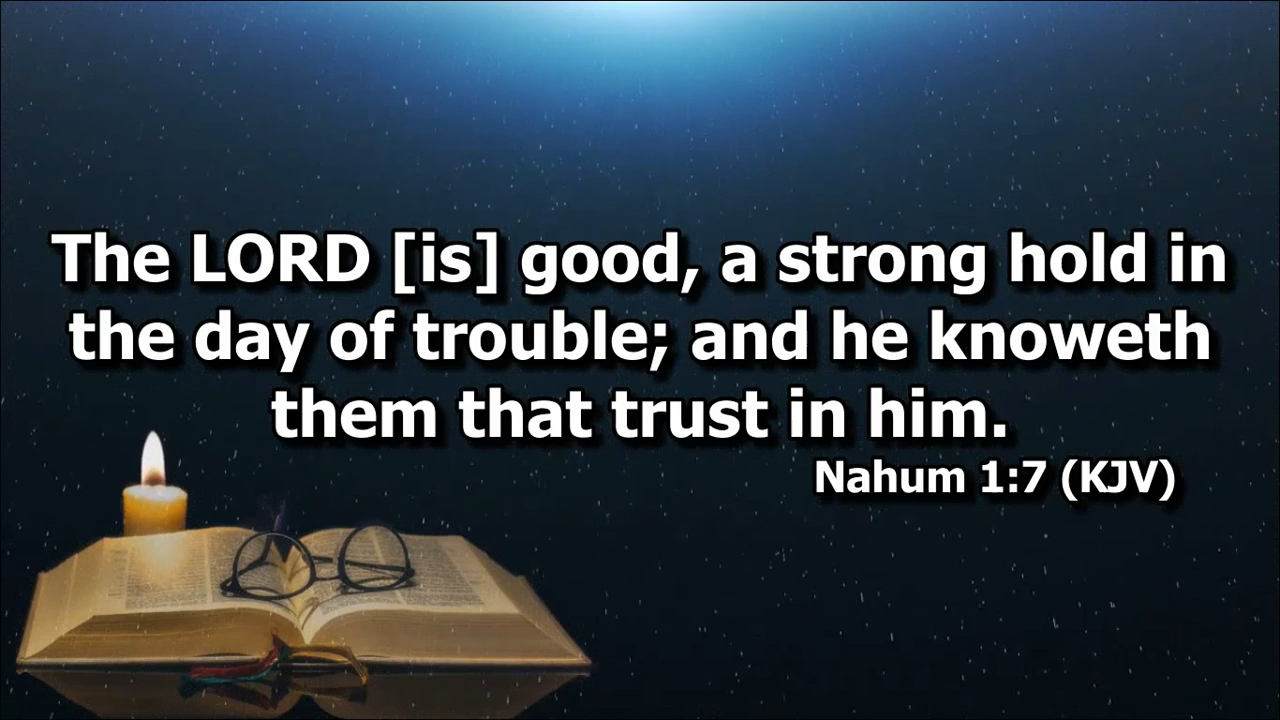 The LORD [is] good, a strong hold in
the day of trouble; and he knoweth
them that trust in him.
Nahum 1:7 (KJV)